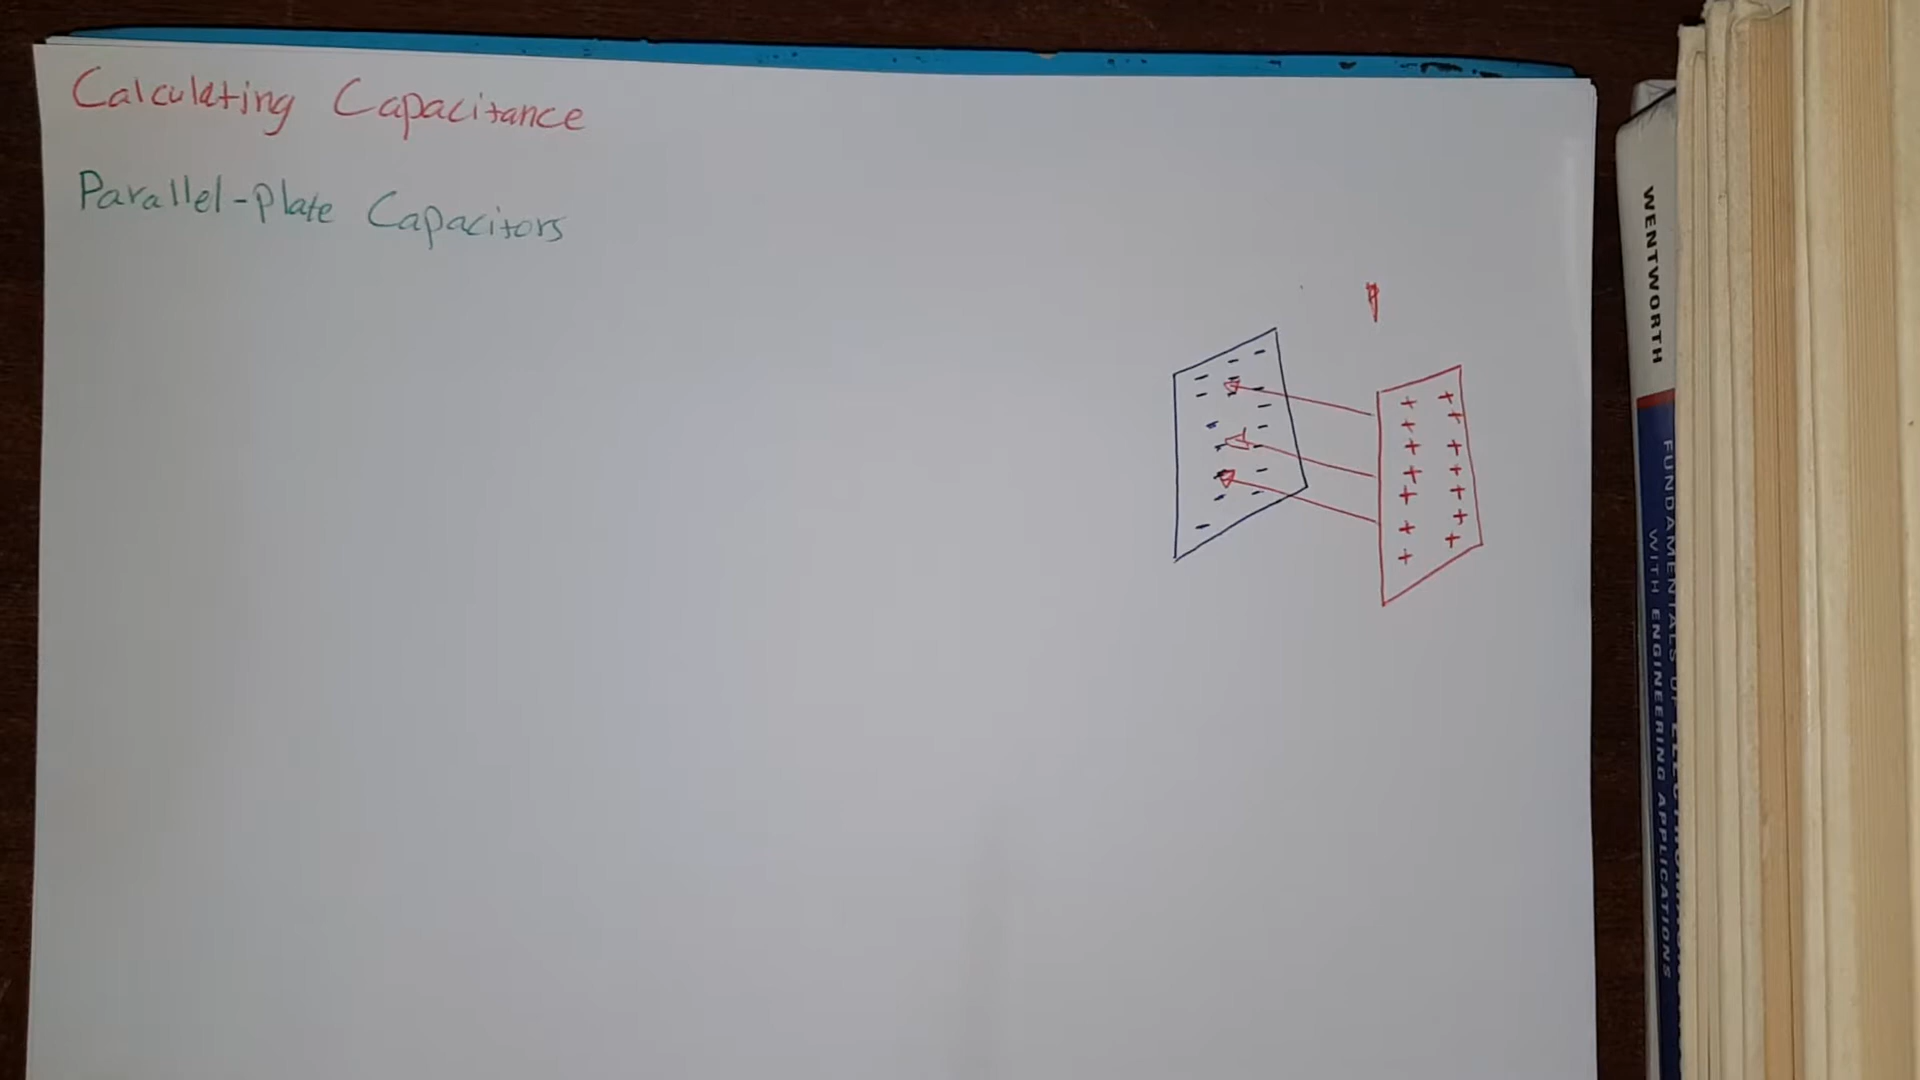 Calculating Capacitance
Parallel-plate Capacitors
WENTWORTH
FUNDAMENTALS OF
WITH ENGINEERING APPLICATIONS